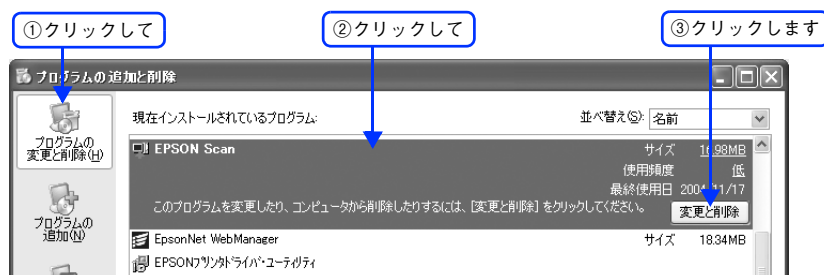 ①クリックして
②クリックして
③クリックします
プログラムの追加と削除
プログラムの
変更と削除(H)
現在インストールされているプログラム:
並べ替え(S): 名前
EPSON Scan
サイズ 16.98MB
使用頻度 低
最終使用日 2004/11/17
このプログラムを変更したり、コンピュータから削除したりするには、[変更と削除] をクリックしてください。
変更と削除
プログラムの
追加(N)
EpsonNet WebManager
サイズ 18.34MB
EPSONプリンタドライバ・ユーティリティ